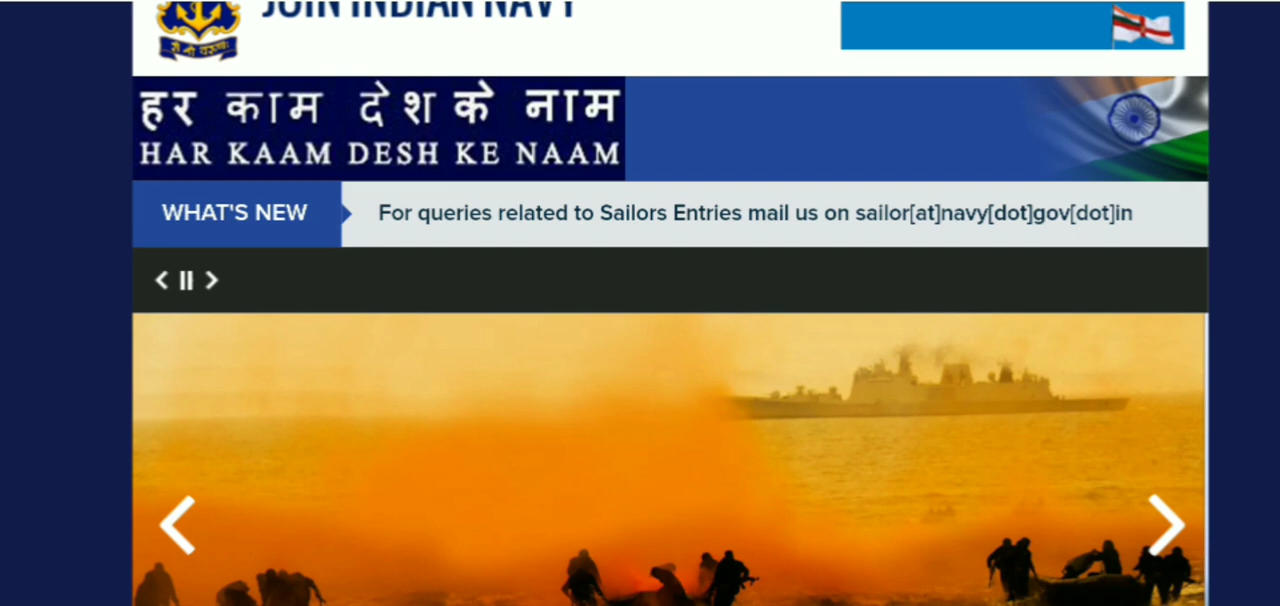 JOIN INDIAN NAVY
शं नो वरुणः
हर काम देश के नाम
HAR KAAM DESH KE NAAM
WHAT'S NEW
For queries related to Sailors Entries mail us on sailor[at]navy[dot]gov[dot]in